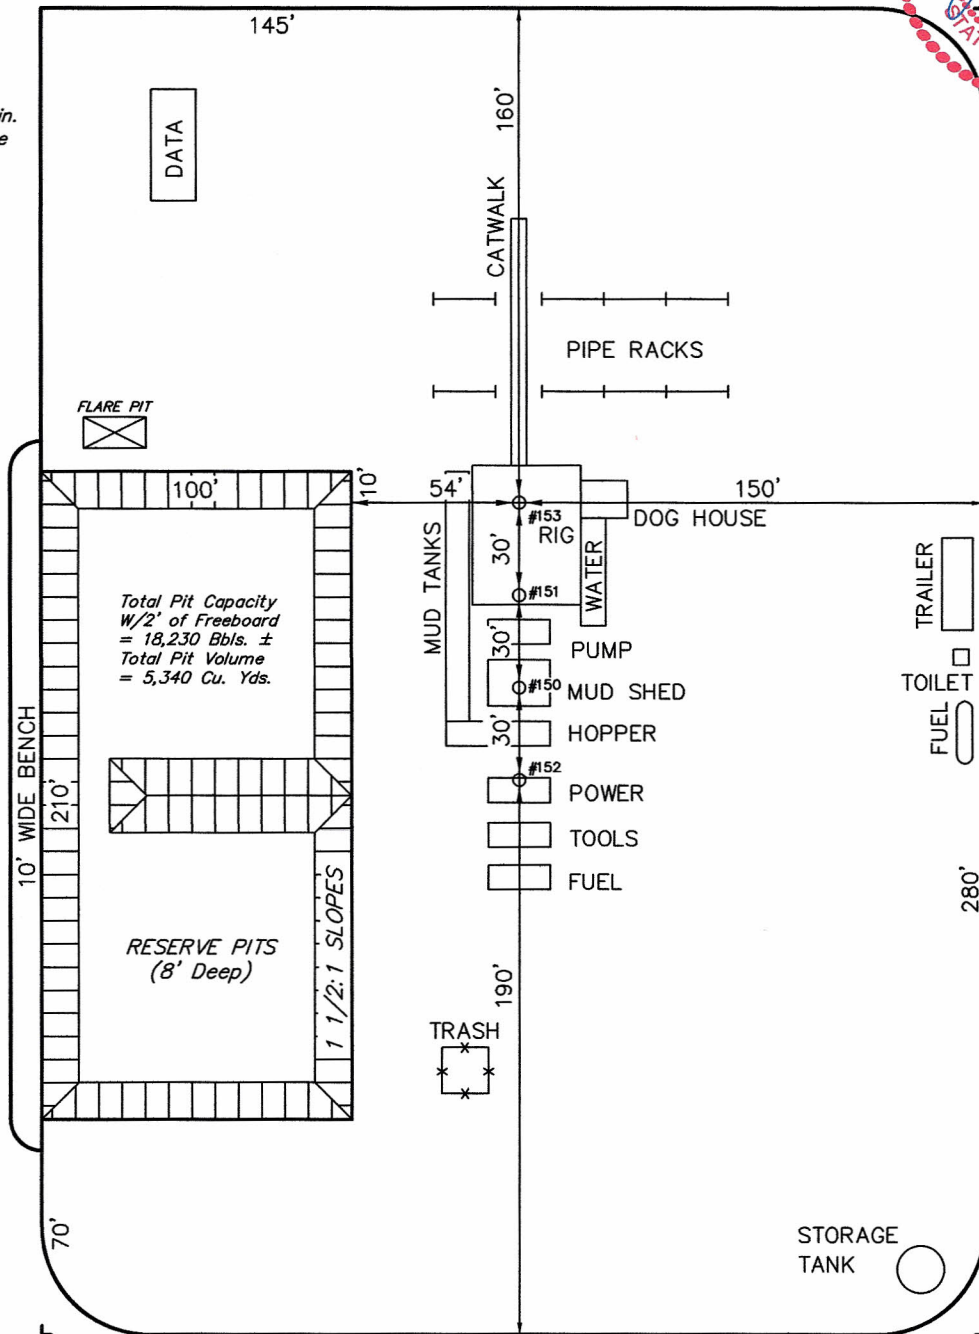 145'
in.
e
STAT
160'
DATA
CATWALK
PIPE RACKS
FLARE PIT
100'
10'
54'
150'
#153
RIG
DOG HOUSE
30'
MUD TANKS
WATER
TRAILER
#151
Total Pit Capacity
W/2' of Freeboard
= 18,230 Bbls. ±
Total Pit Volume
= 5,340 Cu. Yds.
30'
PUMP
TOILET
#150
MUD SHED
FUEL
30'
HOPPER
10' WIDE BENCH
#152
POWER
210'
TOOLS
FUEL
280'
1 1/2:1 SLOPES
RESERVE PITS
(8' Deep)
190'
TRASH
70'
STORAGE
TANK